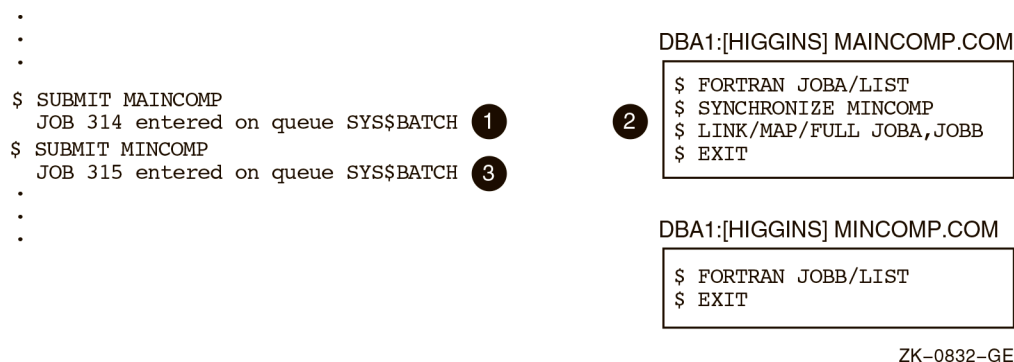 .
.
.
$ SUBMIT MAINCOMP
JOB 314 entered on queue SYS$BATCH 1
$ SUBMIT MINCOMP
JOB 315 entered on queue SYS$BATCH 3
.
.
.
DBA1:[HIGGINS] MAINCOMP.COM
2
$ FORTRAN JOBA/LIST
$ SYNCHRONIZE MINCOMP
$ LINK/MAP/FULL JOBA,JOBB
$ EXIT
DBA1:[HIGGINS] MINCOMP.COM
$ FORTRAN JOBB/LIST
$ EXIT
ZK–0832–GE